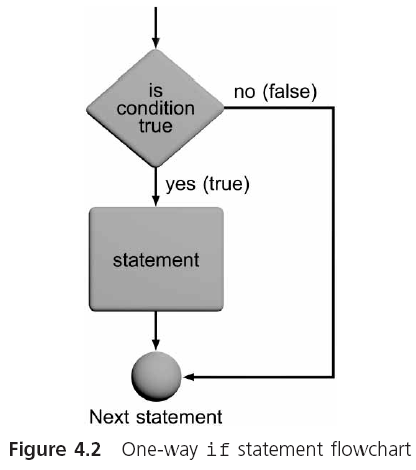 is
condition
true
no (false)
yes (true)
statement
Next statement
Figure 4.2 One-way if statement flowchart